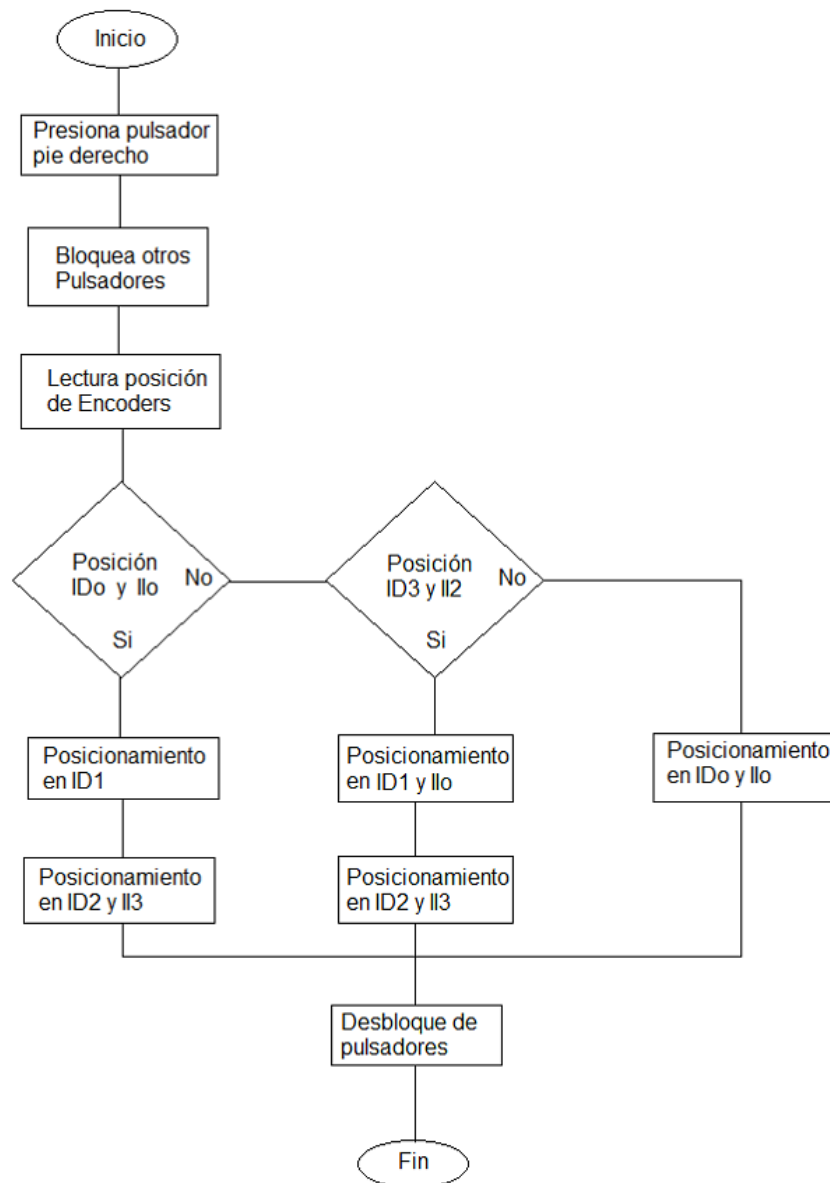 Inicio
Presiona pulsador
pie derecho
Bloquea otros
Pulsadores
Lectura posición
de Encoders
Posición
IDo y IIo
No
Si
Posición
ID3 y II2
No
Si
Posicionamiento
en ID1
Posicionamiento
en ID1 y IIo
Posicionamiento
en IDo y IIo
Posicionamiento
en ID2 y II3
Posicionamiento
en ID2 y II3
Desbloque de
pulsadores
Fin